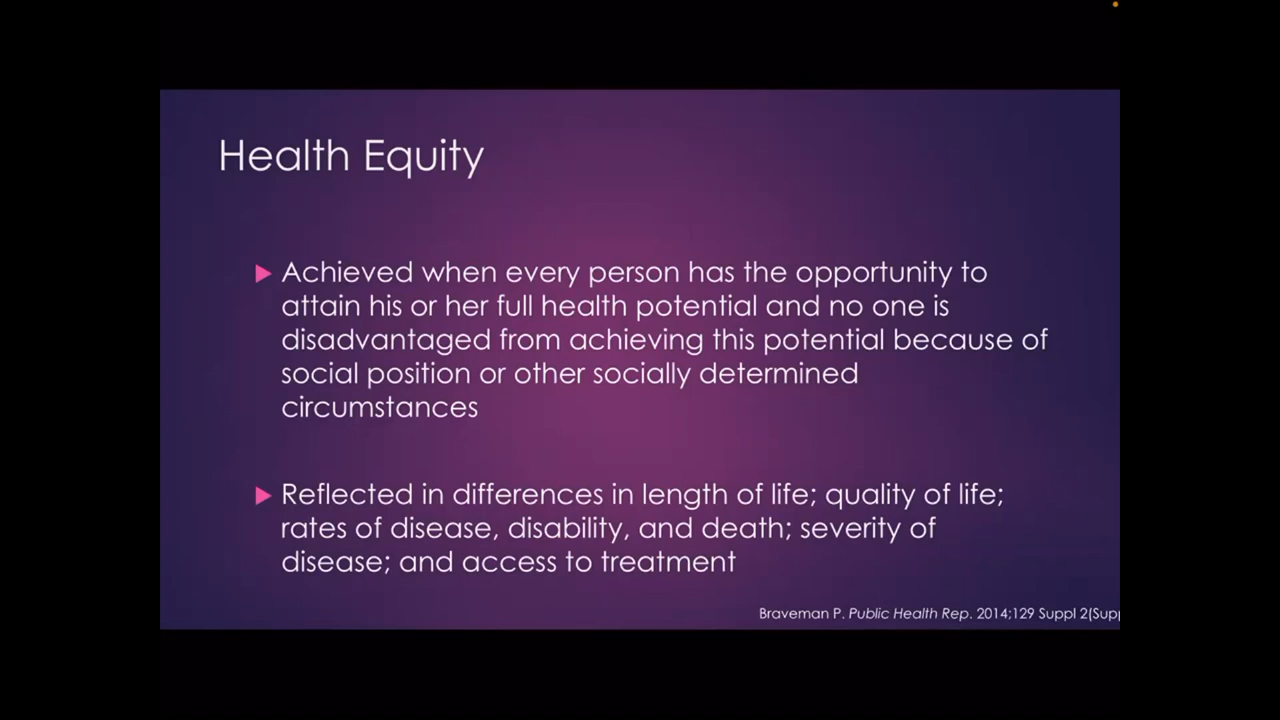 Health Equity
Achieved when every person has the opportunity to
attain his or her full health potential and no one is
disadvantaged from achieving this potential because of
social position or other socially determined
circumstances
Reflected in differences in length of life; quality of life;
rates of disease, disability, and death; severity of
disease; and access to treatment
Braveman P. Public Health Rep. 2014;129 Suppl 2(Sup